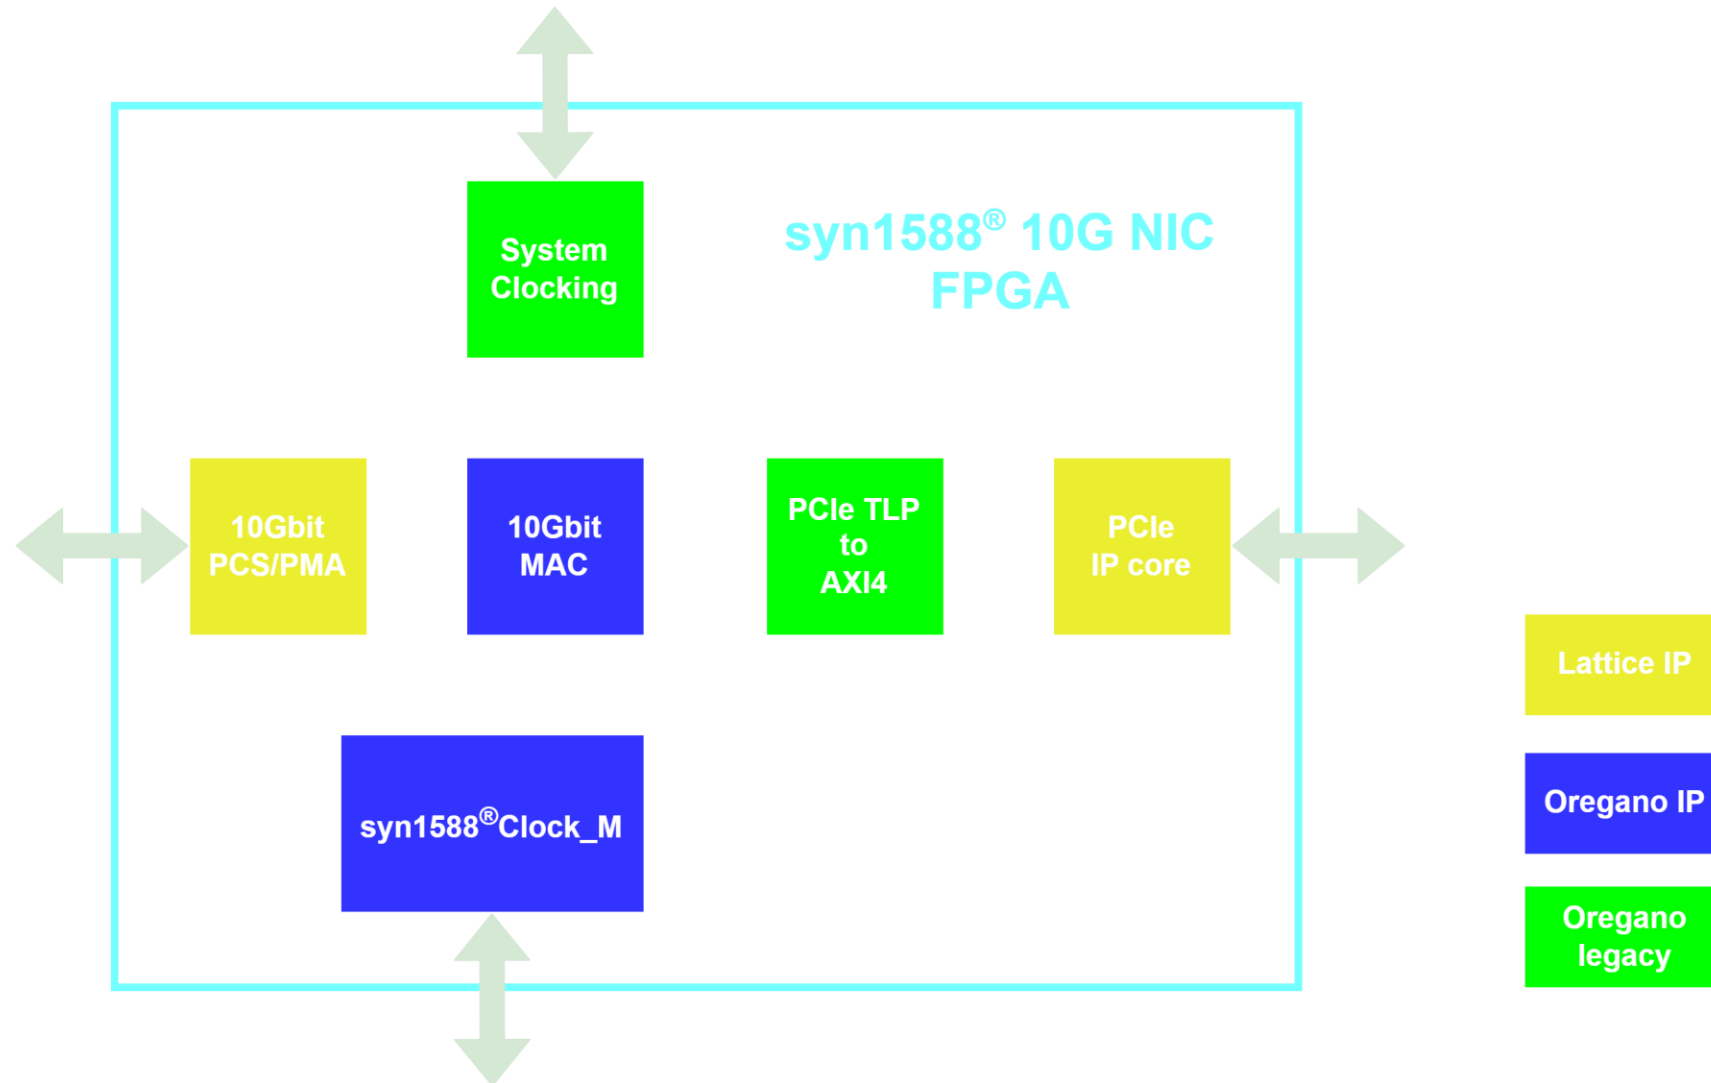 System
Clocking
syn1588® 10G NIC
FPGA
10Gbit
PCS/PMA
10Gbit
MAC
PCIe TLP
to
AXI4
PCIe
IP core
syn1588®Clock_M
Lattice IP
Oregano IP
Oregano
legacy